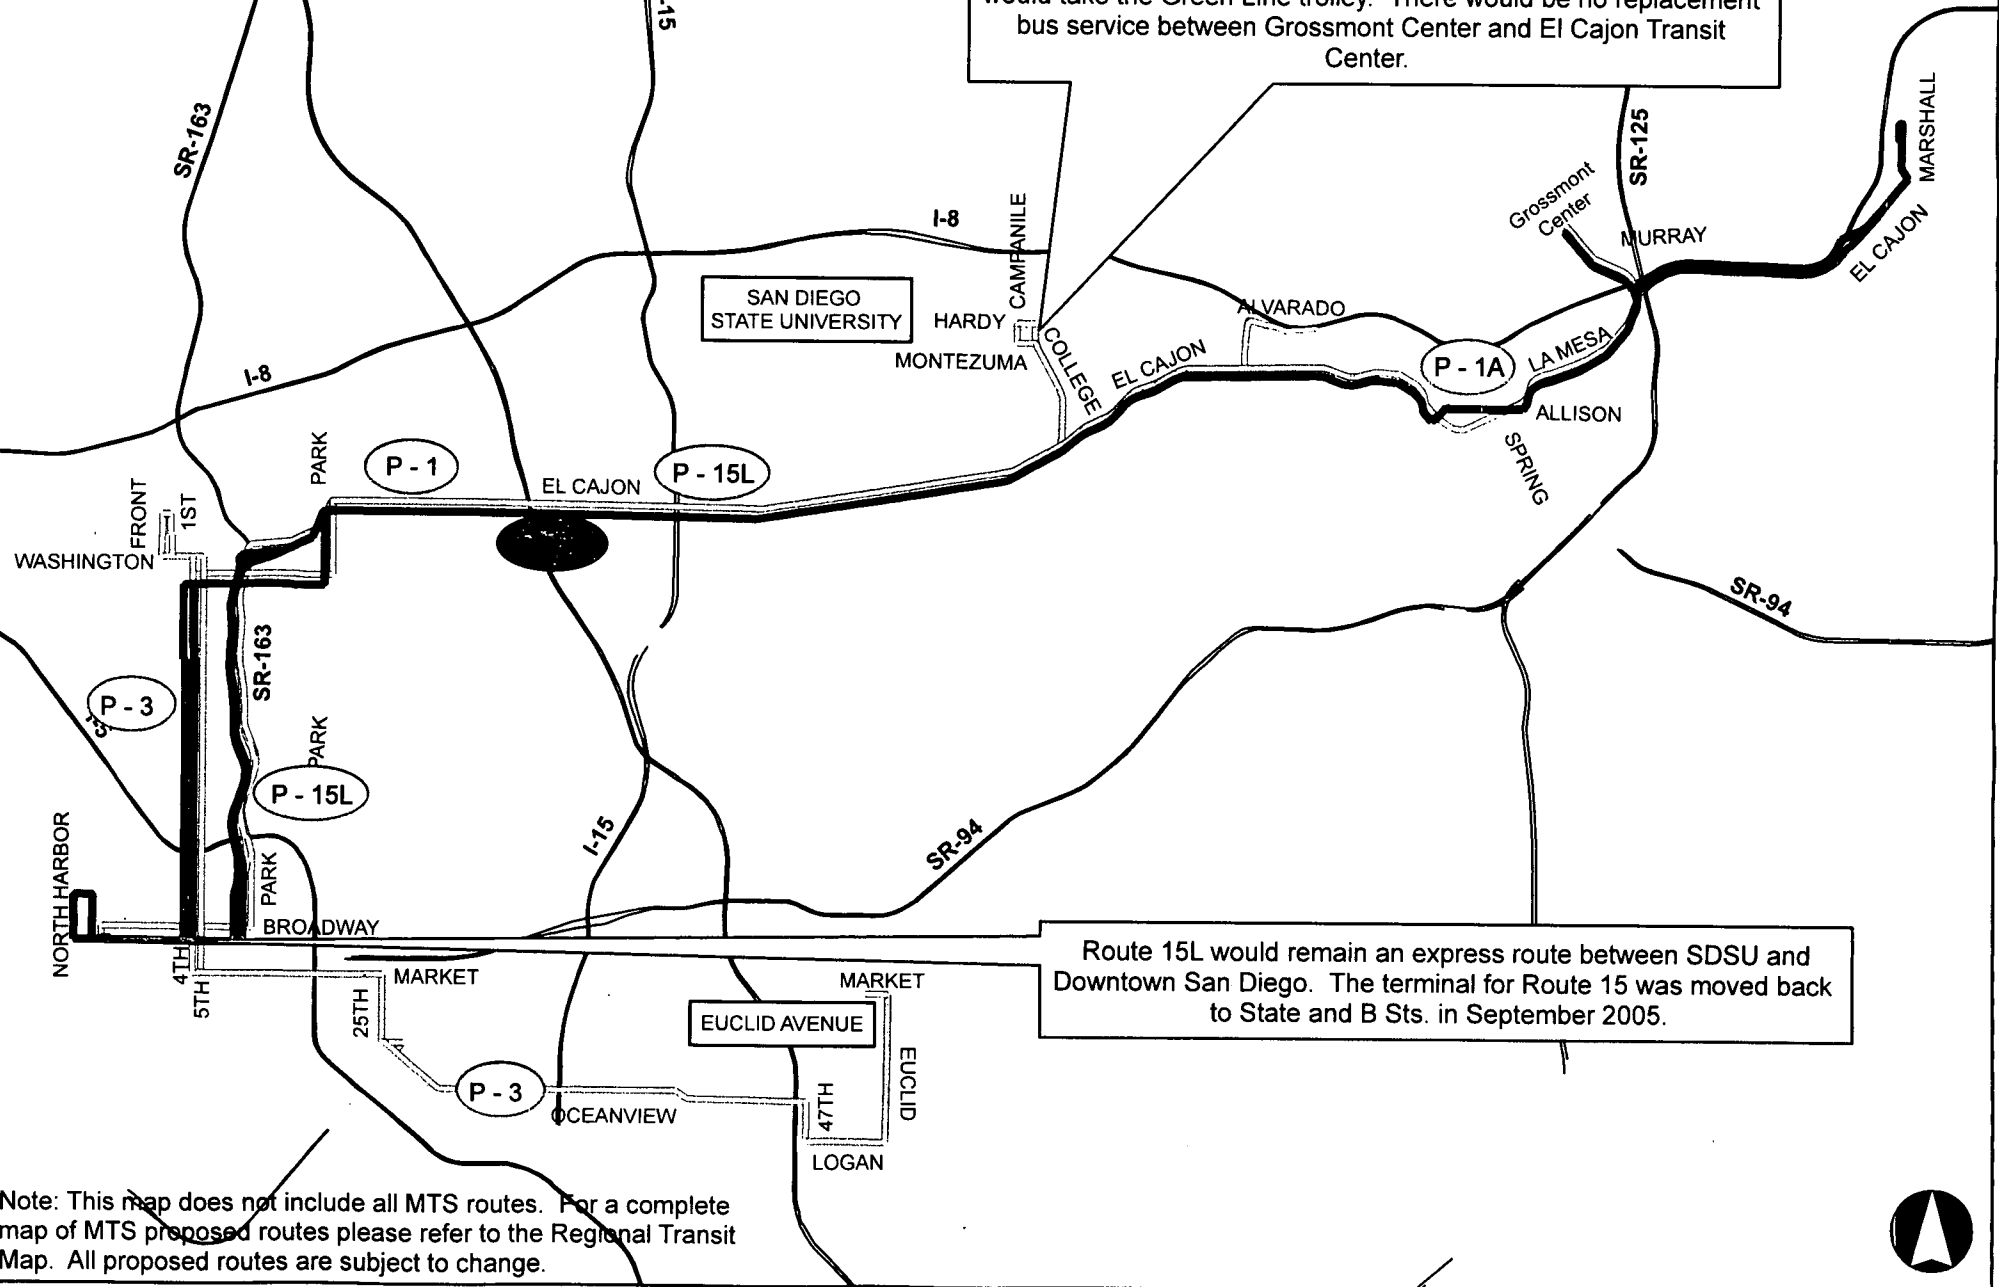 would take the Green Line trolley. There would be no replacement
bus service between Grossmont Center and El Cajon Transit
Center.
-15
SR-163
SR-125
MARSHALL
Grossmont
Center
MURRAY
EL CAJON
I-8
CAMPANILE
SAN DIEGO
STATE UNIVERSITY
HARDY
MONTEZUMA
COLLEGE
ALVARADO
EL CAJON
P - 1A
LA MESA
ALLISON
SPRING
I-8
PARK
P - 1
EL CAJON
P - 15L
FRONT
1ST
WASHINGTON
SR-94
SR-163
P - 3
I-5
PARK
P - 15L
I-15
SR-94
NORTH HARBOR
PARK
BROADWAY
4TH
5TH
MARKET
25TH
MARKET
EUCLID AVENUE
EUCLID
Route 15L would remain an express route between SDSU and
Downtown San Diego. The terminal for Route 15 was moved back
to State and B Sts. in September 2005.
P - 3
OCEANVIEW
47TH
LOGAN
Note: This map does not include all MTS routes. For a complete
map of MTS proposed routes please refer to the Regional Transit
Map. All proposed routes are subject to change.